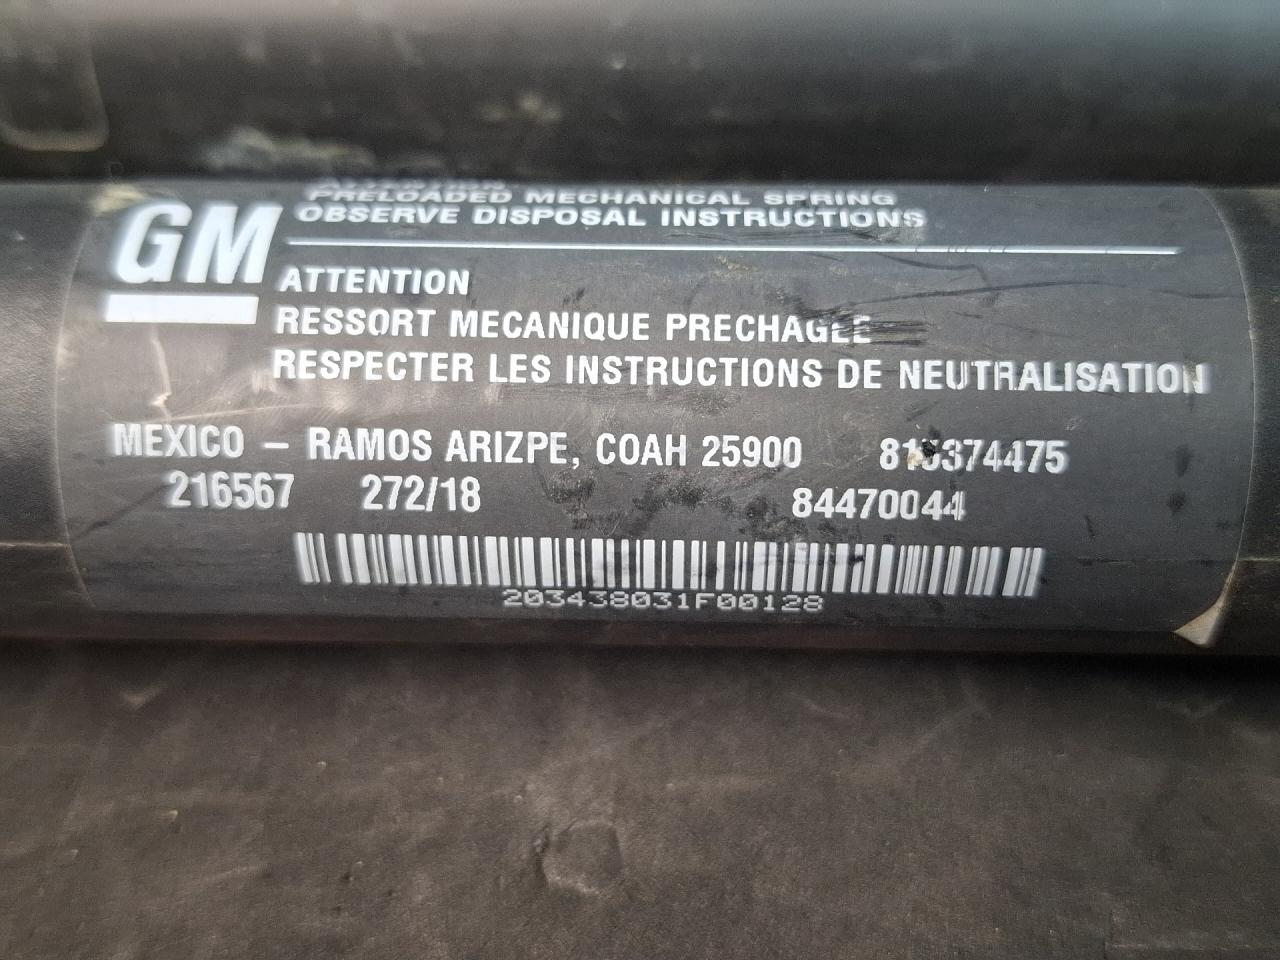 GM
ATTENTION
PRELOADED MECHANICAL SPRING
OBSERVE DISPOSAL INSTRUCTIONS
ATTENTION
RESSORT MECANIQUE PRECHAGEE
RESPECTER LES INSTRUCTIONS DE NEUTRALISATION
MEXICO – RAMOS ARIZPE, COAH 25900
216567 272/18 84470044
203438031F00128